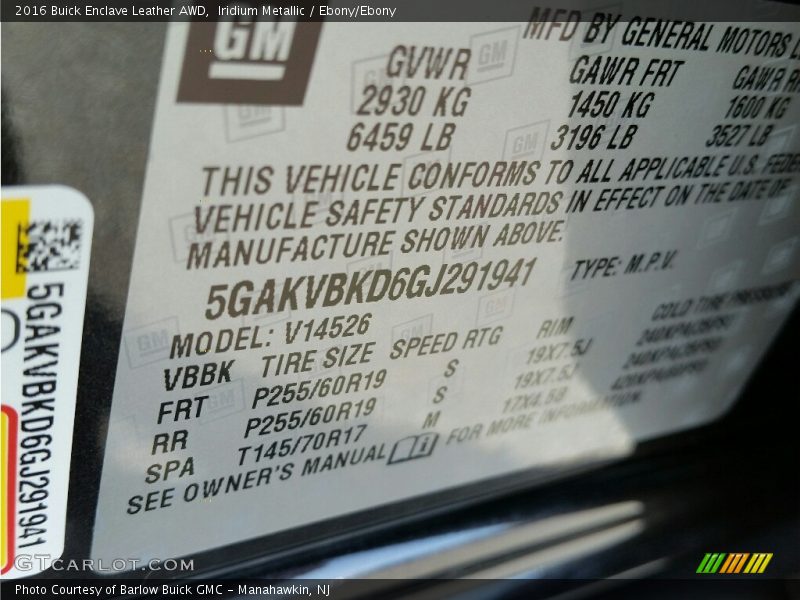 2016 Buick Enclave Leather AWD, Iridium Metallic / Ebony/Ebony
GM
MFD BY GENERAL MOTORS
GVWR GAWR FRT GAWR
2930 KG 1450 KG 1600 KG
6459 LB 3196 LB 3527 LB
THIS VEHICLE CONFORMS TO ALL APPLICABLE U.S.
VEHICLE SAFETY STANDARDS IN EFFECT ON THE DATE OF
MANUFACTURE SHOWN ABOVE.
5GAKVBKD6GJ291941 TYPE: M.P.V.
MODEL: V14526
VBBK TIRE SIZE SPEED RTG RIM COLD TIRE PRESSURE
FRT P255/60R19 S 19X7.5J
RR P255/60R19 S 19X7.5J
SPA T145/70R17 M 17X4.5B
SEE OWNER'S MANUAL FOR MORE INFORMATION.
5GAKVBKD6GJ291941
GTCARLOT.COM
Photo Courtesy of Barlow Buick GMC - Manahawkin, NJ